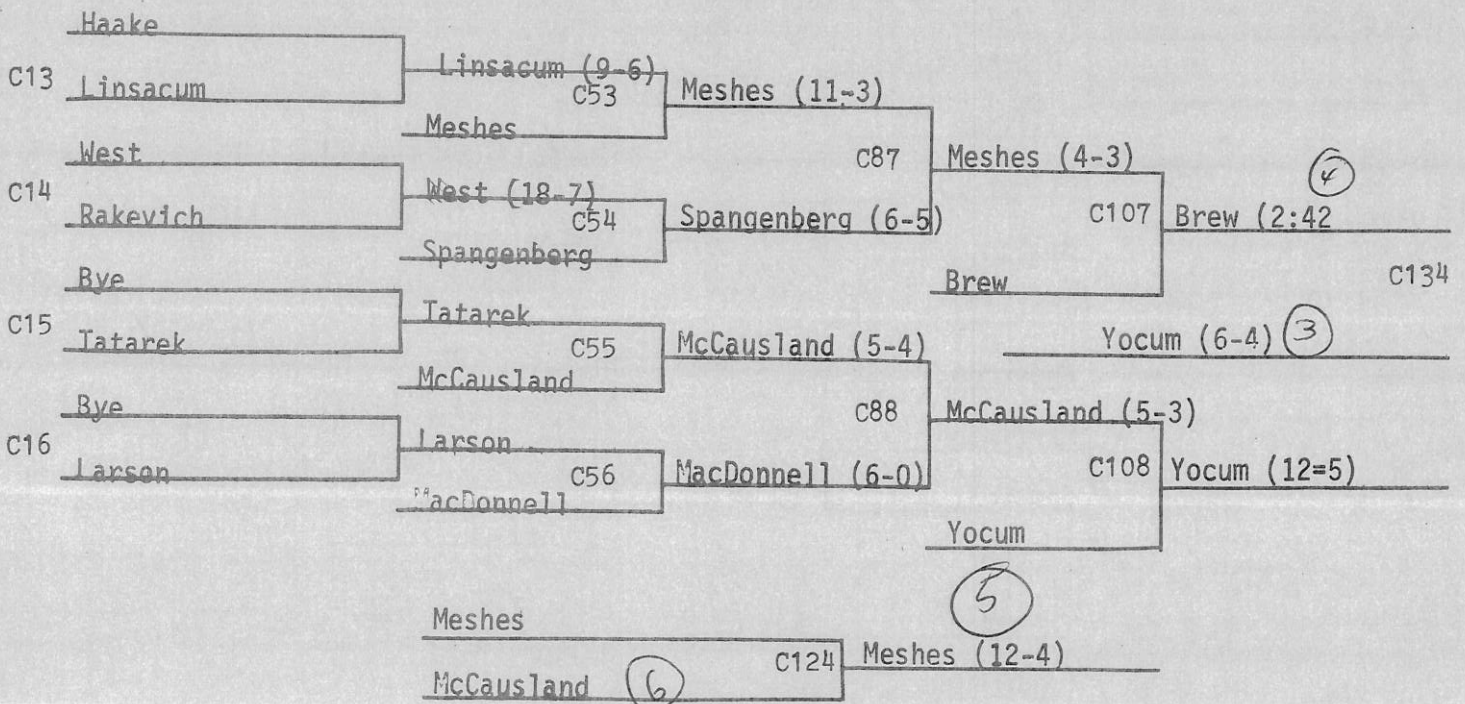 Haake
Linsacum (9-6)
C13
Linsacum
C53
Meshes (11-3)
Meshes
West
C87
Meshes (4-3)
4
C14
West (18-7)
Rakevich
C54
Spangenberg (6-5)
C107
Brew (2:42
Spangenberg
Bye
Brew
C134
C15
Tatarek
Tatarek
C55
McCausland (5-4)
Yocum (6-4) 3
McCausland
Bye
C88
McCausland (5-3)
C16
Larson
Larson
C56
MacDonnell (6-0)
C108
Yocum (12=5)
MacDonnell
Yocum
5
Meshes
C124
Meshes (12-4)
McCausland 6